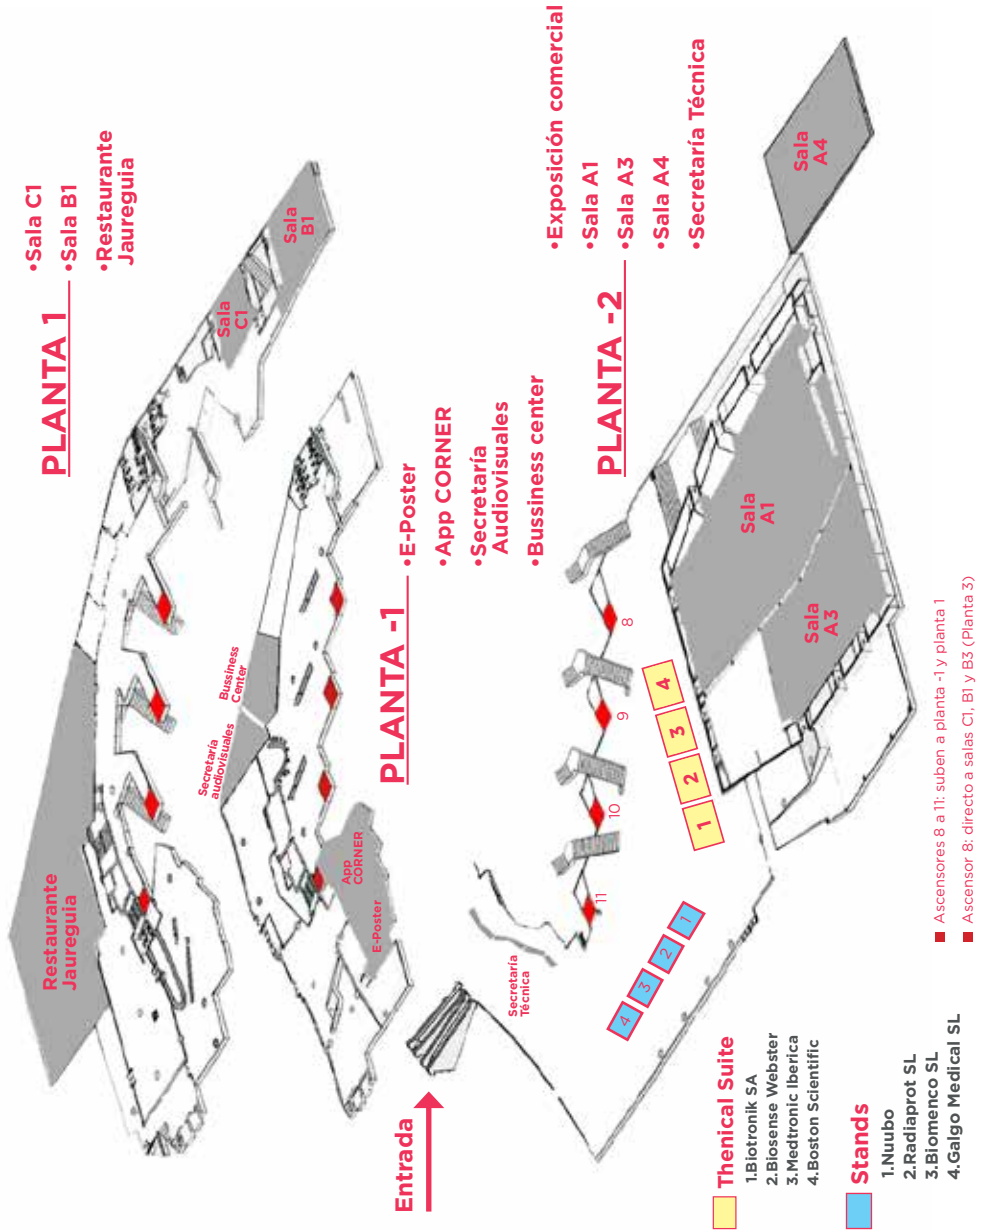 PLANTA 1
•Sala C1
•Sala B1
•Restaurante
Jaureguia
Restaurante
Jaureguia
Sala
C1
Sala
B1
PLANTA -1
•E-Poster
•App CORNER
•Secretaría
Audiovisuales
•Bussiness center
Secretaría
audiovisuales
Bussiness
Center
App
CORNER
E-Poster
PLANTA -2
•Exposición comercial
•Sala A1
•Sala A3
•Sala A4
•Secretaría Técnica
Entrada
Secretaría
Técnica
11
10
9
8
4
3
2
1
1
2
3
4
Sala
A1
Sala
A3
Sala
A4
Thenical Suite
1.Biotronik SA
2.Biosense Webster
3.Medtronic Iberica
4.Boston Scientific
Stands
1.Nuubo
2.Radiaprot SL
3.Biomenco SL
4.Galgo Medical SL
Ascensores 8 a 11: suben a planta -1 y planta 1
Ascensor 8: directo a salas C1, B1 y B3 (Planta 3)